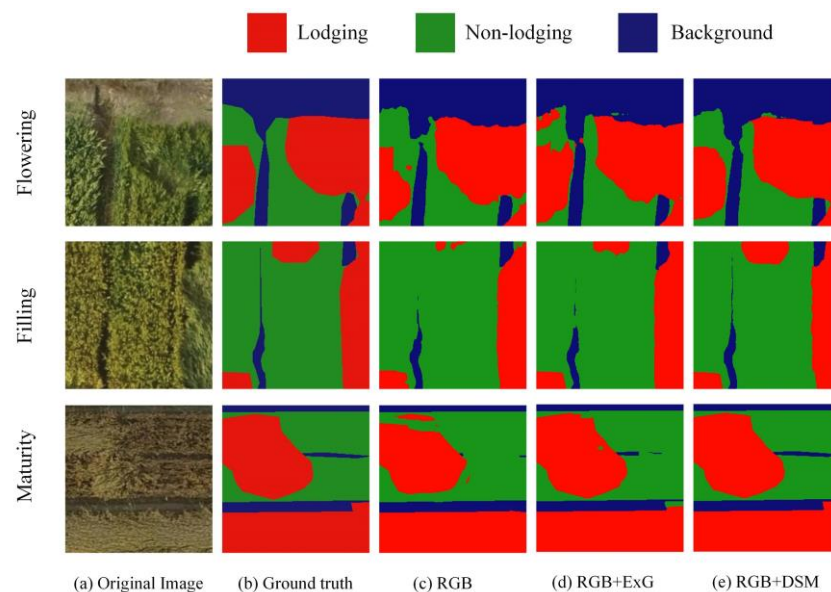 Lodging Non-lodging Background
Flowering
Filling
Maturity
(a) Original Image (b) Ground truth (c) RGB (d) RGB+ExG (e) RGB+DSM